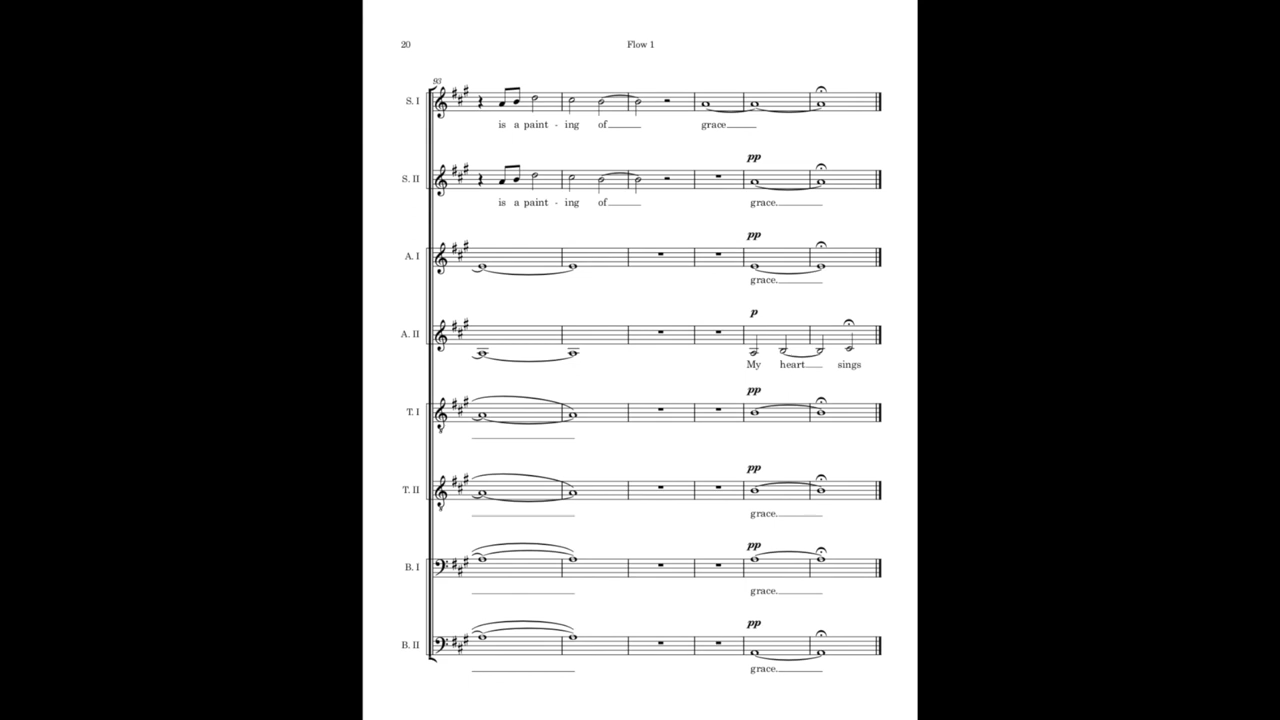 20 Flow 1
93
S. I
is a paint - ing of grace
pp
S. II
is a paint - ing of grace.
pp
A. I
grace.
p
A. II
My heart sings
pp
T. I
pp
T. II
grace.
pp
B. I
grace.
pp
B. II
grace.